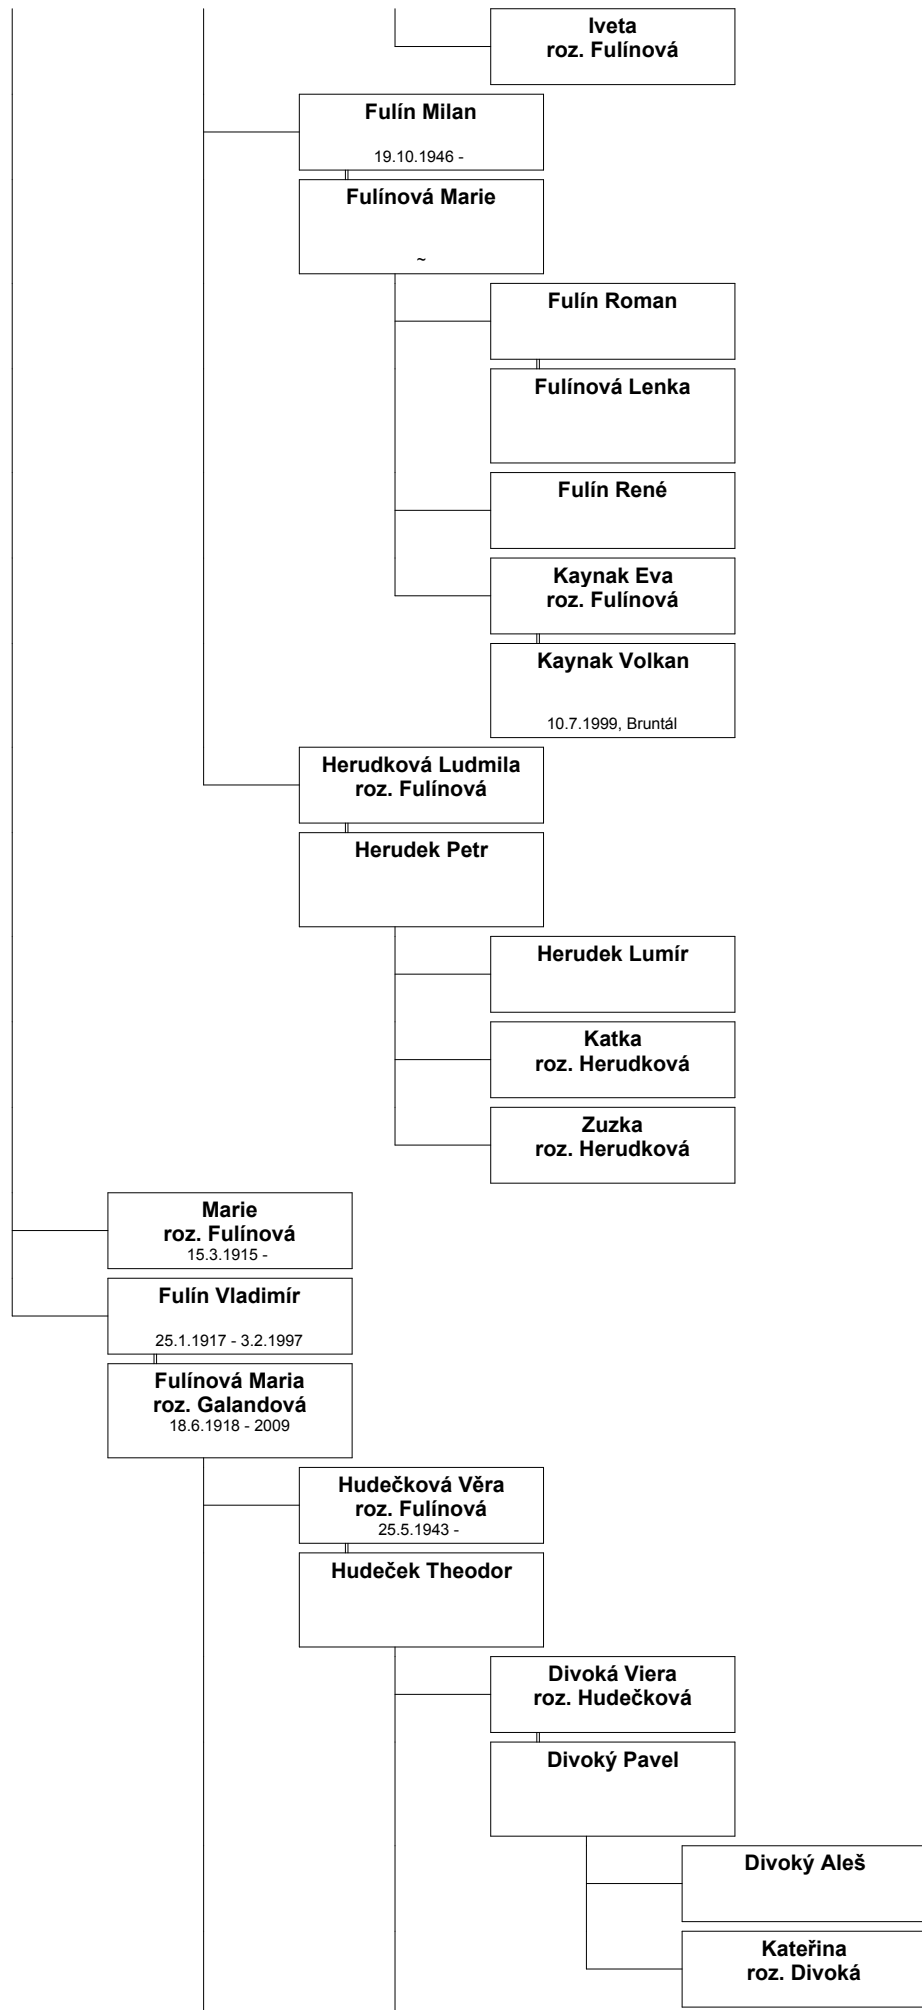 Iveta
roz. Fulínová
Fulín Milan
19.10.1946 -
Fulínová Marie
~
Fulín Roman
Fulínová Lenka
Fulín René
Kaynak Eva
roz. Fulínová
Kaynak Volkan
10.7.1999, Bruntál
Herudková Ludmila
roz. Fulínová
Herudek Petr
Herudek Lumír
Katka
roz. Herudková
Zuzka
roz. Herudková
Marie
roz. Fulínová
15.3.1915 -
Fulín Vladimír
25.1.1917 - 3.2.1997
Fulínová Maria
roz. Galandová
18.6.1918 - 2009
Hudečková Věra
roz. Fulínová
25.5.1943 -
Hudeček Theodor
Divoká Viera
roz. Hudečková
Divoký Pavel
Divoký Aleš
Kateřina
roz. Divoká